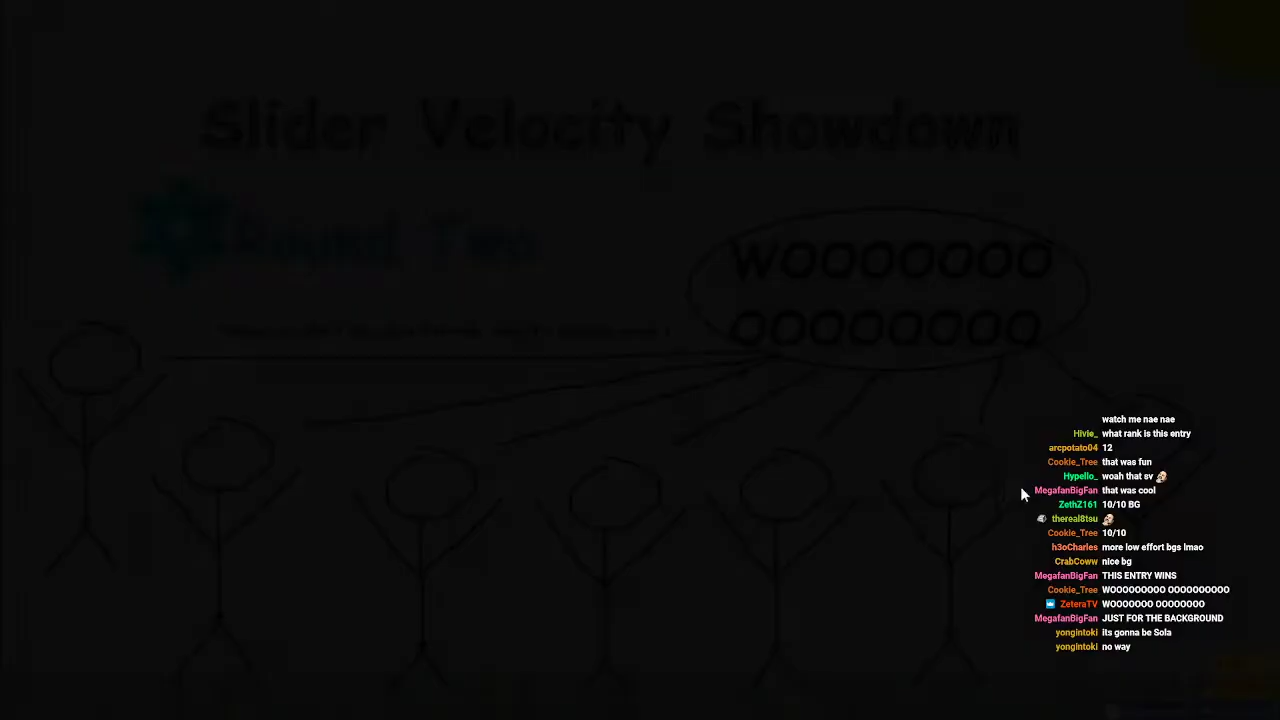 Slider Velocity Showdown
Round Two
WOOOOOOO
OOOOOOOO
watch me nae nae
Hivie_ what rank is this entry
arcpotato04 12
Cookie_Tree that was fun
Hypello_ woah that sv
MegafanBigFan that was cool
ZethZ161 10/10 BG
thereal8tsu
Cookie_Tree 10/10
h3oCharles more low effort bgs lmao
CrabCoww nice bg
MegafanBigFan THIS ENTRY WINS
Cookie_Tree WOOOOOOOO OOOOOOOOOO
ZeteraTV WOOOOOOO OOOOOOOO
MegafanBigFan JUST FOR THE BACKGROUND
yongintoki its gonna be Sola
yongintoki no way